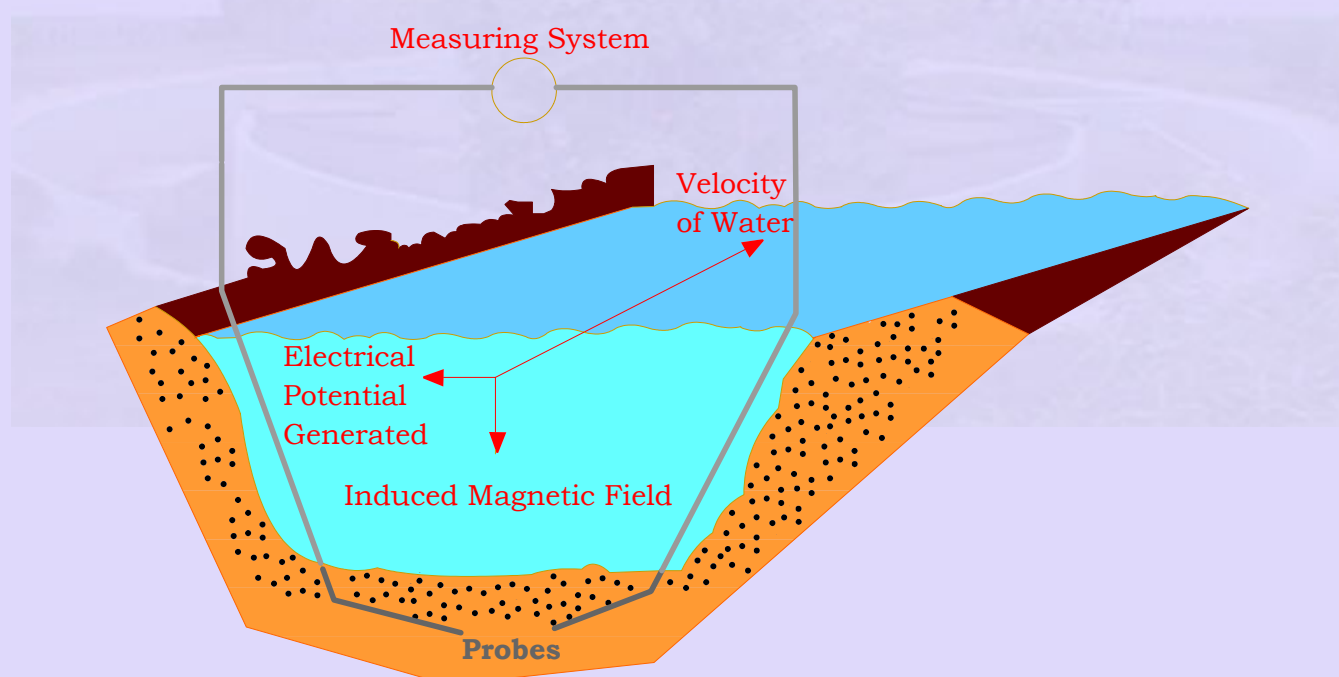 Measuring System
Velocity
of Water
Electrical
Potential
Generated
Induced Magnetic Field
Probes